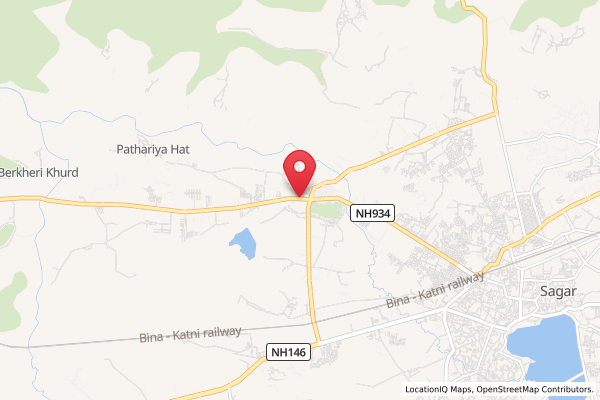 Pathariya Hat
Berkheri Khurd
NH934
Bina - Katni railway
Sagar
Bina - Katni railway
NH146
LocationIQ Maps, OpenStreetMap Contributors.